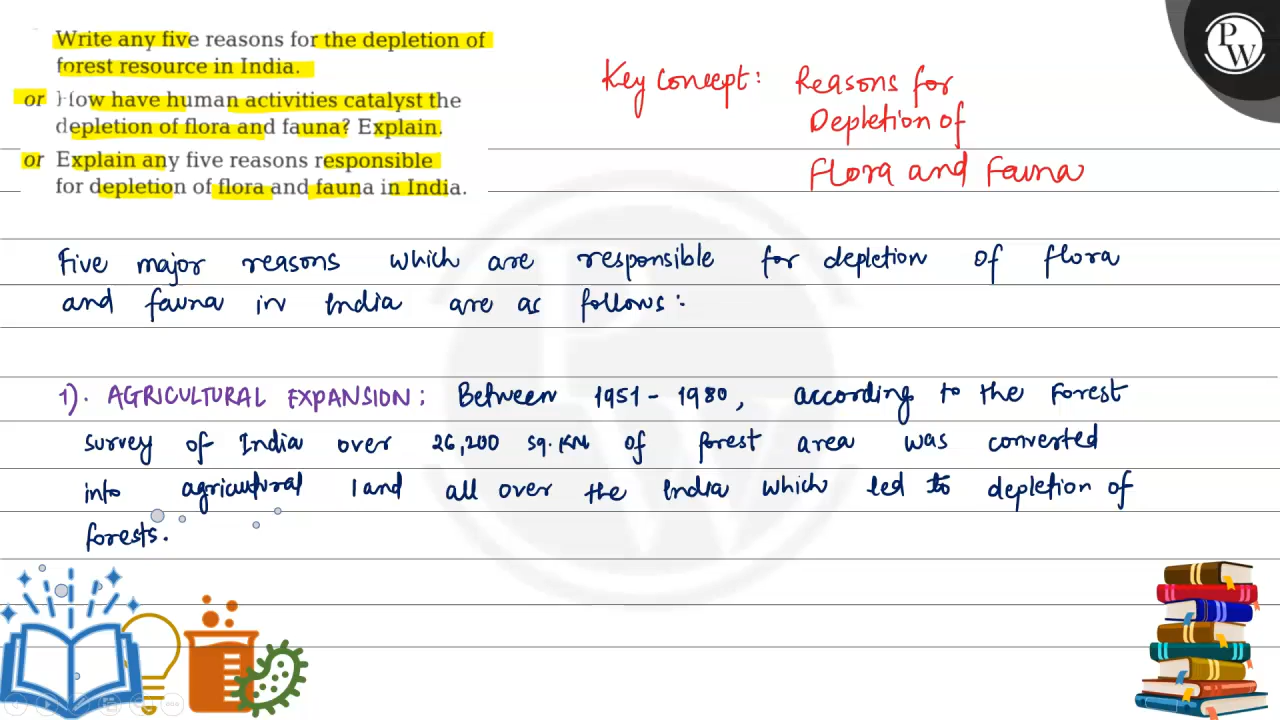 Write any five reasons for the depletion of
forest resource in India.
or How have human activities catalyst the
depletion of flora and fauna? Explain.
or Explain any five reasons responsible
for depletion of flora and fauna in India.
Key Concept: Reasons for
Depletion of
Flora and Fauna
PW
Five major reasons which are responsible for depletion of flora
and fauna in India are as follows:
1). AGRICULTURAL EXPANSION: Between 1951 - 1980, according to the Forest
survey of India over 26,200 sq.KM of forest area was converted
into agricultural land all over the India which led to depletion of
forests.